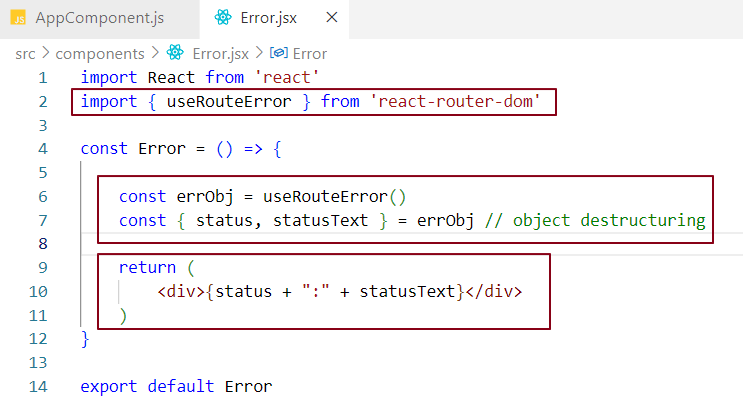 JS AppComponent.js
Error.jsx ×
src > components > Error.jsx > Error
1 import React from 'react'
2 import { useRouteError } from 'react-router-dom'
3
4 const Error = () => {
5
6 const errObj = useRouteError()
7 const { status, statusText } = errObj // object destructuring
8
9 return (
10 <div>{status + ":" + statusText}</div>
11 )
12 }
13
14 export default Error